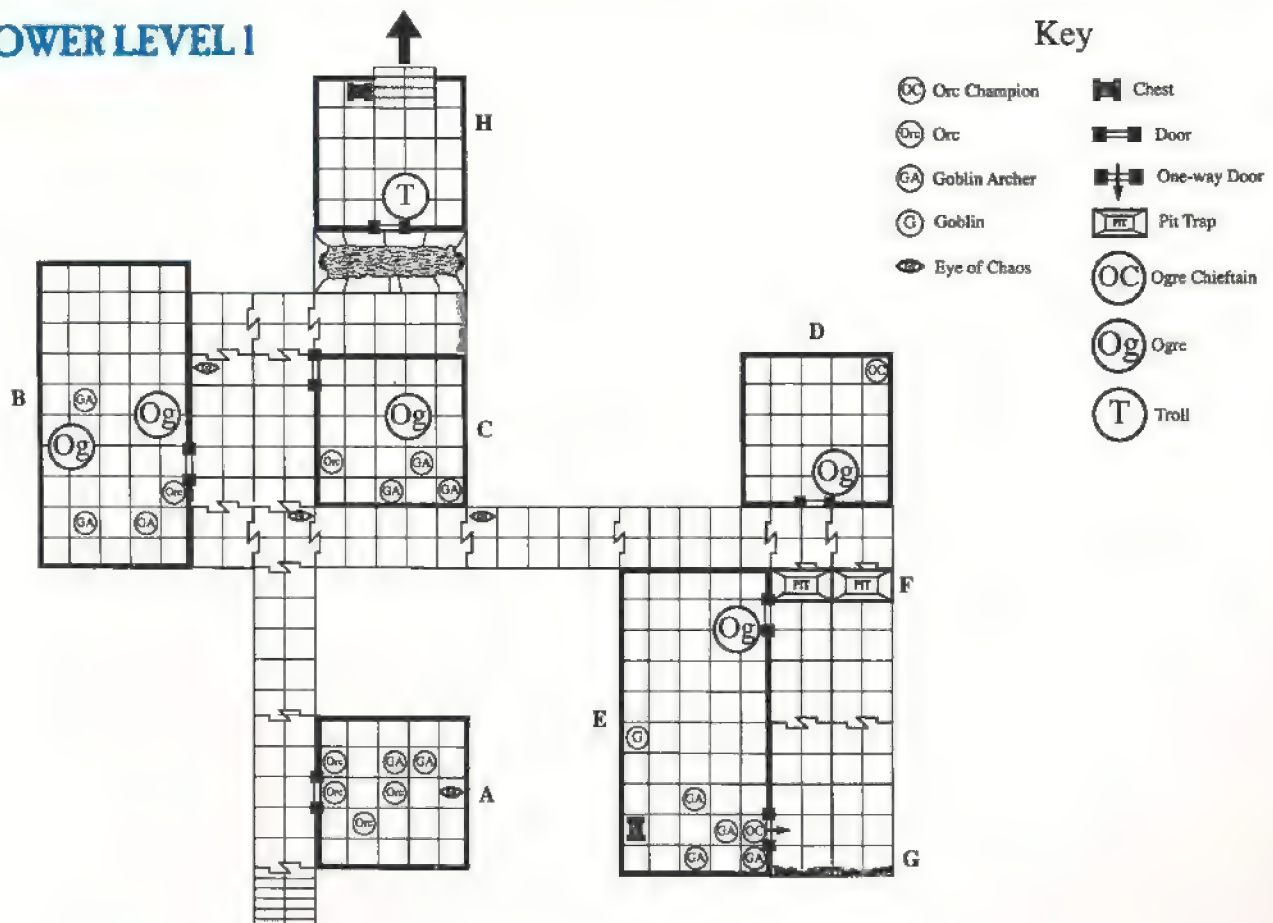 OWER LEVEL 1
Key
OC Orc Champion
Orc Orc
GA Goblin Archer
G Goblin
Eye of Chaos
Chest
Door
One-way Door
PIT Pit Trap
OC Ogre Chieftain
Og Ogre
T Troll
H
T
D
OC
B
GA
Og
Og
Og
C
Orc
GA
Og
Orc
GA
GA
GA
GA
PIT
PIT
F
Og
E
G
Orc
GA
GA
Orc
Orc
A
GA
Orc
GA
OC
GA
GA
G